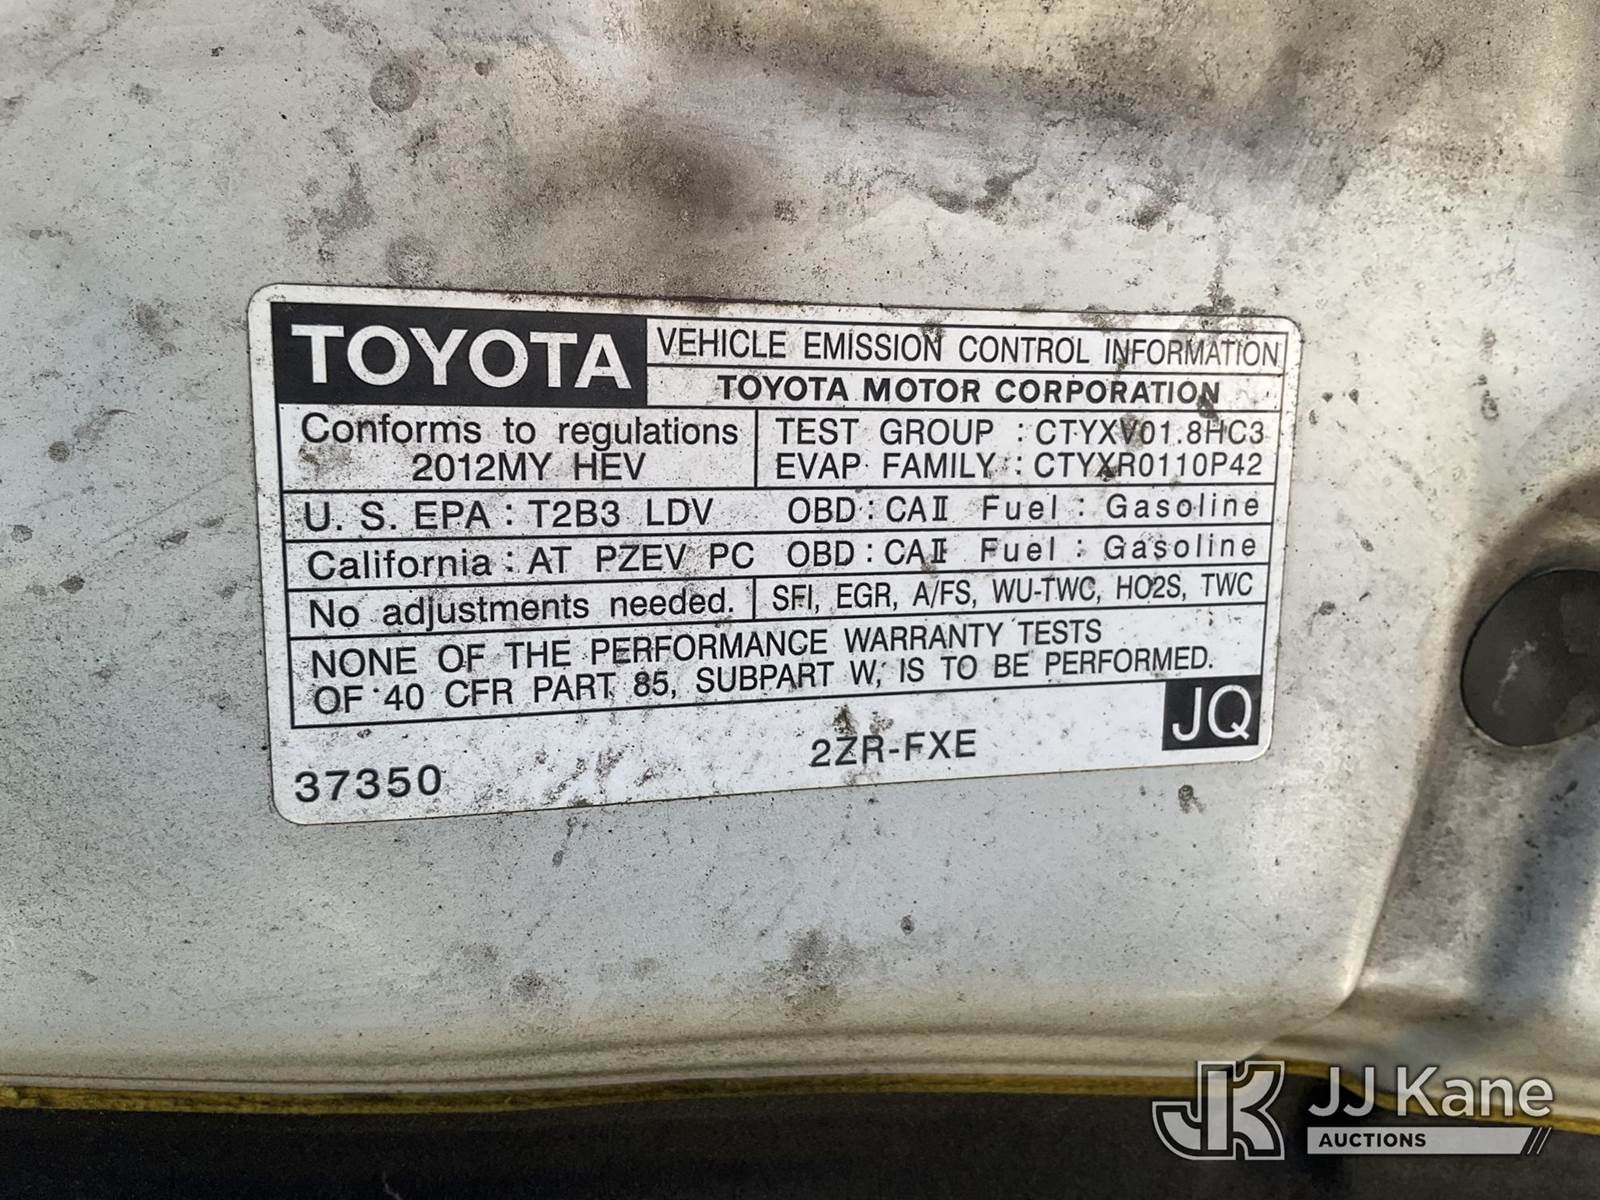 TOYOTA VEHICLE EMISSION CONTROL INFORMATION
TOYOTA MOTOR CORPORATION
Conforms to regulations
2012MY HEV
TEST GROUP : CTYXV01.8HC3
EVAP FAMILY : CTYXR0110P42
U. S. EPA : T2B3 LDV OBD : CAⅡ Fuel : Gasoline
California : AT PZEV PC OBD : CAⅡ Fuel : Gasoline
No adjustments needed. SFI, EGR, A/FS, WU-TWC, HO2S, TWC
NONE OF THE PERFORMANCE WARRANTY TESTS
OF 40 CFR PART 85, SUBPART W, IS TO BE PERFORMED.
JQ
37350 2ZR-FXE
JK JJ Kane
AUCTIONS